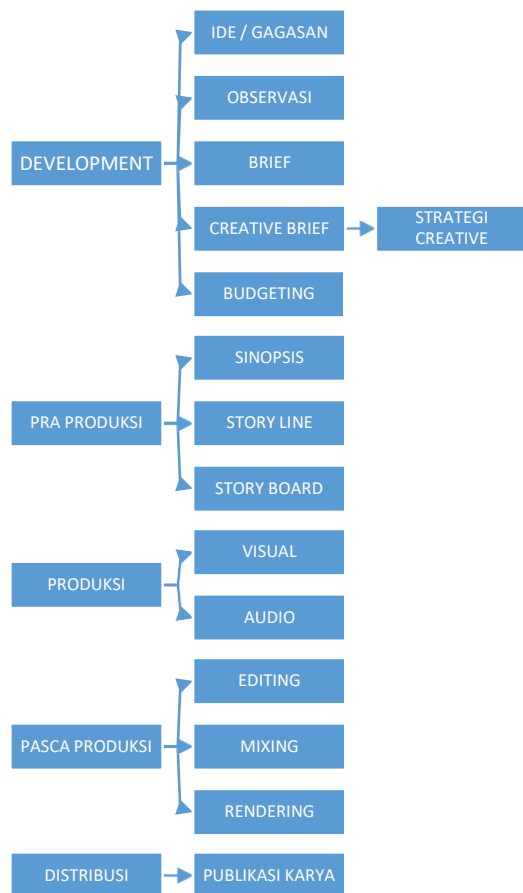 IDE / GAGASAN
OBSERVASI
DEVELOPMENT
BRIEF
CREATIVE BRIEF
STRATEGI
CREATIVE
BUDGETING
SINOPSIS
PRA PRODUKSI
STORY LINE
STORY BOARD
VISUAL
PRODUKSI
AUDIO
EDITING
PASCA PRODUKSI
MIXING
RENDERING
DISTRIBUSI
PUBLIKASI KARYA